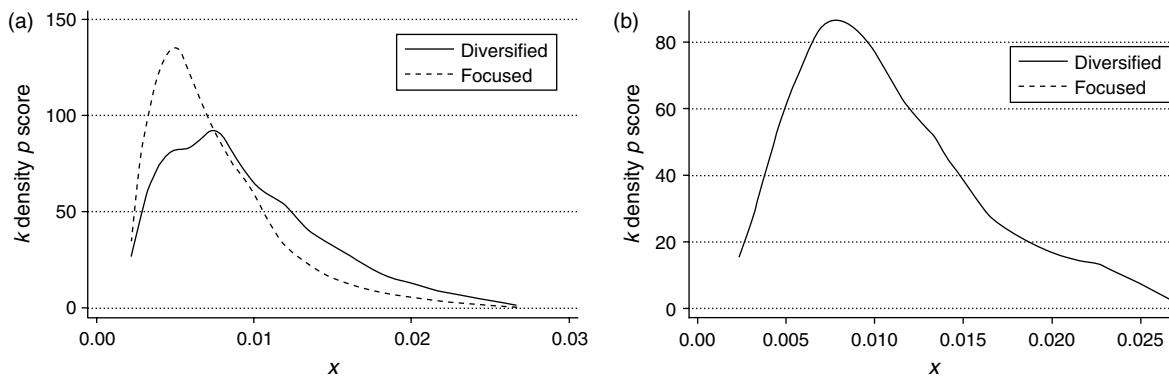 (a)
150
100
50
0
k density p score
Diversified
Focused
0.00
0.01
0.02
0.03
x
(b)
80
60
40
20
0
k density p score
Diversified
Focused
0.00
0.005
0.010
0.015
0.020
0.025
x